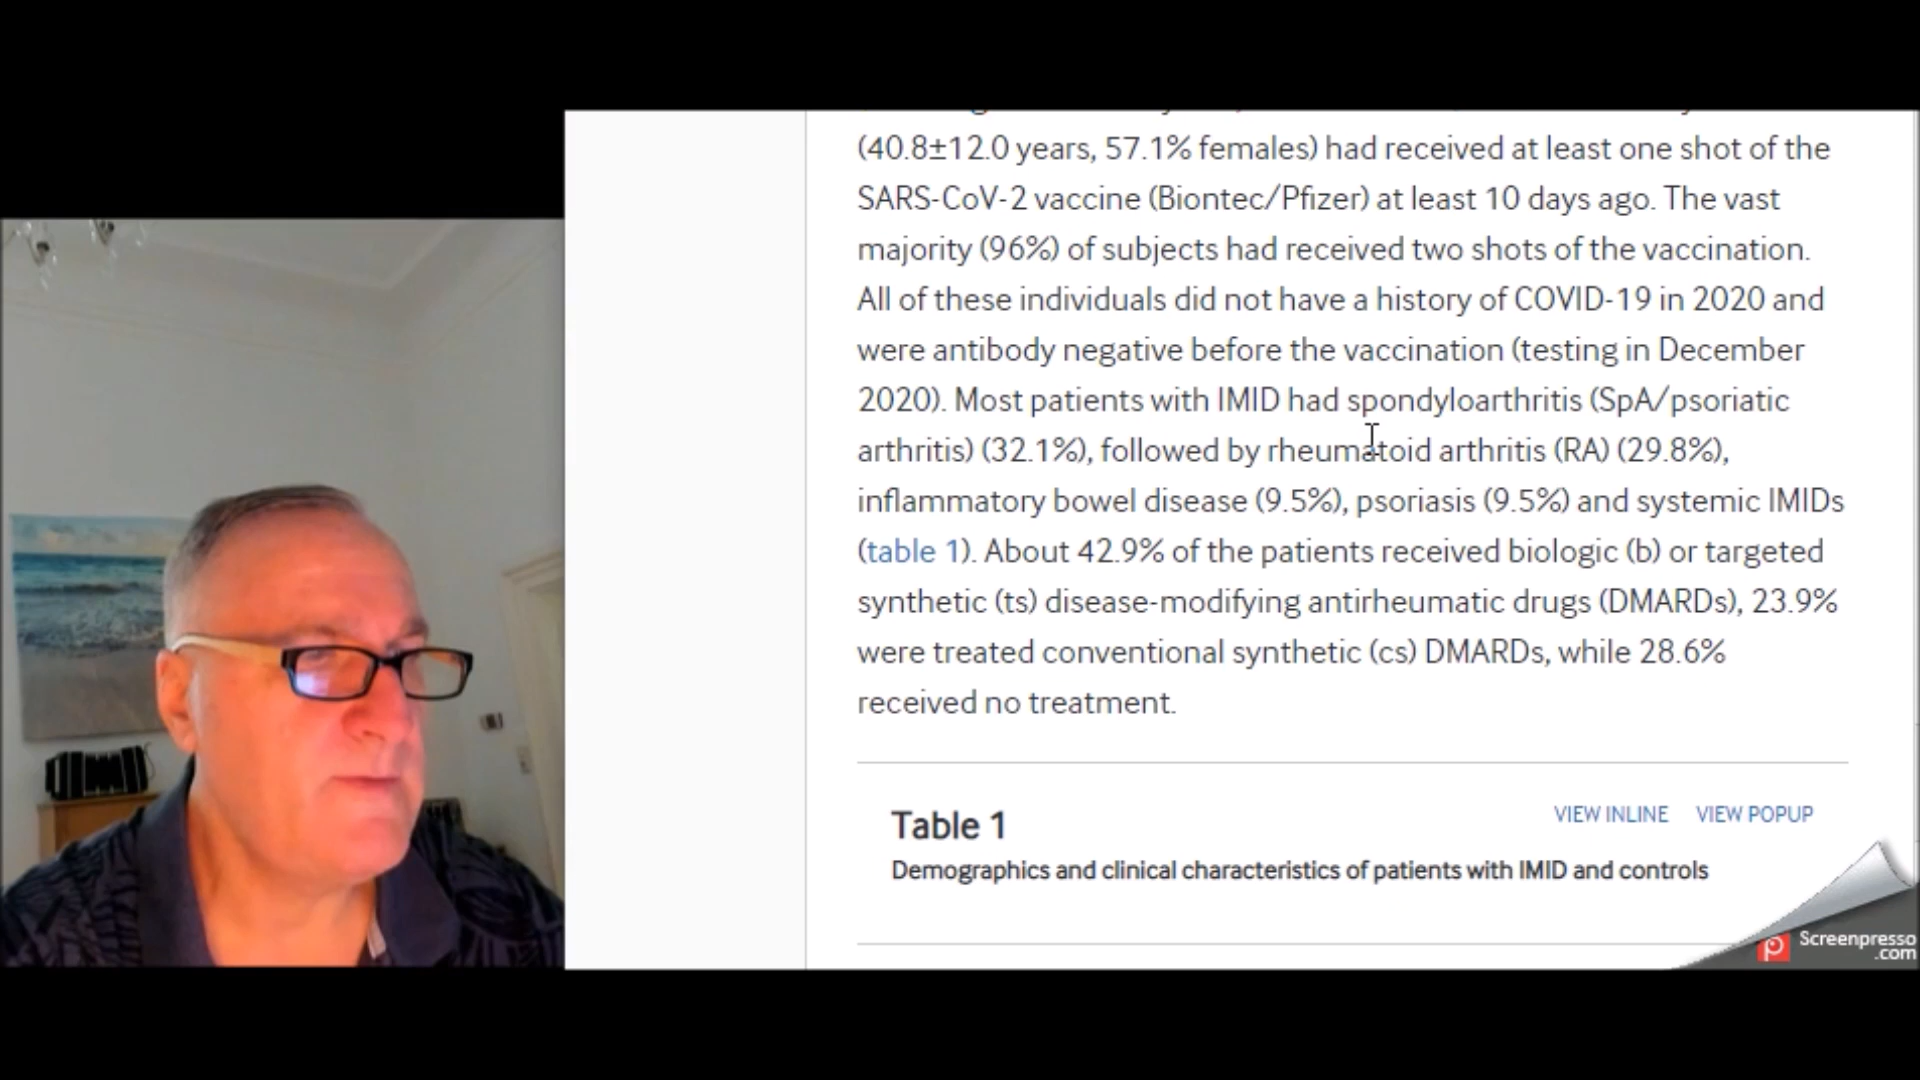 (40.8±12.0 years, 57.1% females) had received at least one shot of the
SARS-CoV-2 vaccine (Biontec/Pfizer) at least 10 days ago. The vast
majority (96%) of subjects had received two shots of the vaccination.
All of these individuals did not have a history of COVID-19 in 2020 and
were antibody negative before the vaccination (testing in December
2020). Most patients with IMID had spondyloarthritis (SpA/psoriatic
arthritis) (32.1%), followed by rheumatoid arthritis (RA) (29.8%),
inflammatory bowel disease (9.5%), psoriasis (9.5%) and systemic IMIDs
(table 1). About 42.9% of the patients received biologic (b) or targeted
synthetic (ts) disease-modifying antirheumatic drugs (DMARDs), 23.9%
were treated conventional synthetic (cs) DMARDs, while 28.6%
received no treatment.
Table 1
VIEW INLINE VIEW POPUP
Demographics and clinical characteristics of patients with IMID and controls
Screenpresso
.com